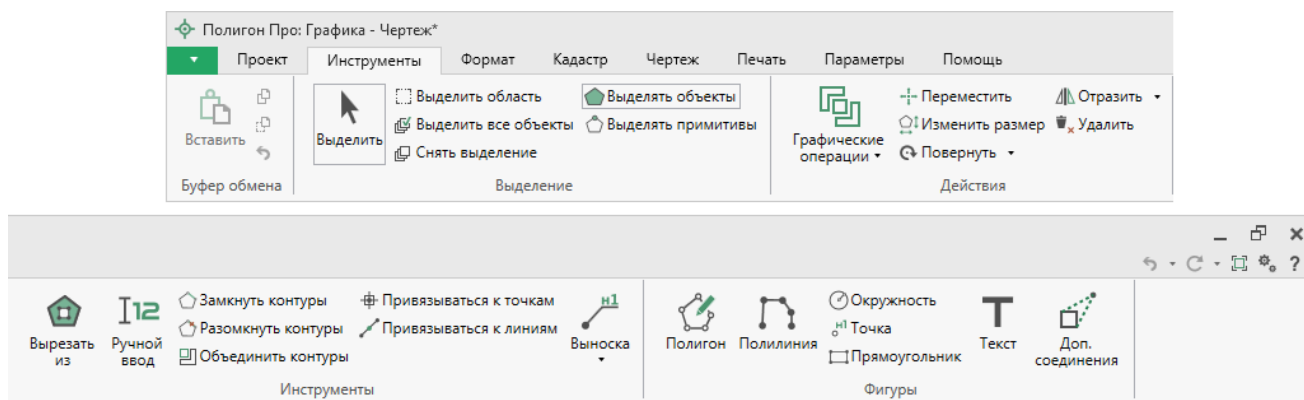 Полигон Про: Графика - Чертеж*
Проект Инструменты Формат Кадастр Чертеж Печать Параметры Помощь
Вставить
Буфер обмена
Выделить
Выделить область
Выделить все объекты
Снять выделение
Выделять объекты
Выделять примитивы
Выделение
Графические
операции
Переместить
Изменить размер
Повернуть
Отразить
Удалить
Действия
?
Вырезать
из
12
Ручной
ввод
Замкнуть контуры
Разомкнуть контуры
Объединить контуры
Привязываться к точкам
Привязываться к линиям
н1
Выноска
Инструменты
Полигон
Полилиния
Окружность
н1 Точка
Прямоугольник
Т
Текст
Доп.
соединения
Фигуры